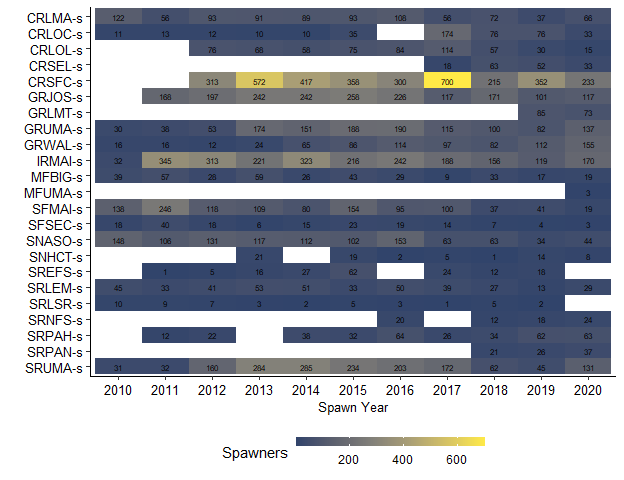 CRLMA-s 122 56 93 91 89 93 108 56 72 37 66
CRLOC-s 11 13 12 10 10 35 174 76 76 33
CRLOL-s 76 68 58 75 84 114 57 30 15
CRSEL-s 18 63 52 33
CRSFC-s 313 572 417 358 300 700 215 352 233
GRJOS-s 168 197 242 242 258 226 117 171 101 117
GRLMT-s 65 73
GRUMA-s 30 38 53 174 151 188 190 115 100 82 137
GRWAL-s 16 16 12 24 65 86 114 97 82 112 155
IRMAI-s 32 345 313 221 323 216 242 188 156 119 170
MFBIG-s 39 57 28 59 26 43 29 9 33 17 19
MFUMA-s 3
SFMAI-s 136 246 118 109 80 154 95 100 37 41 19
SFSEC-s 18 40 16 6 15 23 19 14 7 4 3
SNASO-s 146 106 131 117 112 102 153 63 63 34 44
SNHCT-s 21 19 2 5 1 14 8
SREFS-s 1 5 16 27 62 24 12 18
SRLEM-s 45 33 41 53 51 33 50 39 27 13 29
SRLSR-s 10 9 7 3 2 5 3 1 5 2
SRNFS-s 20 12 18 24
SRPAH-s 12 22 36 32 64 26 34 62 63
SRPAN-s 21 26 37
SRUMA-s 31 32 160 284 285 234 203 172 62 45 131
2010 2011 2012 2013 2014 2015 2016 2017 2018 2019 2020
Spawn Year
Spawners
200 400 600